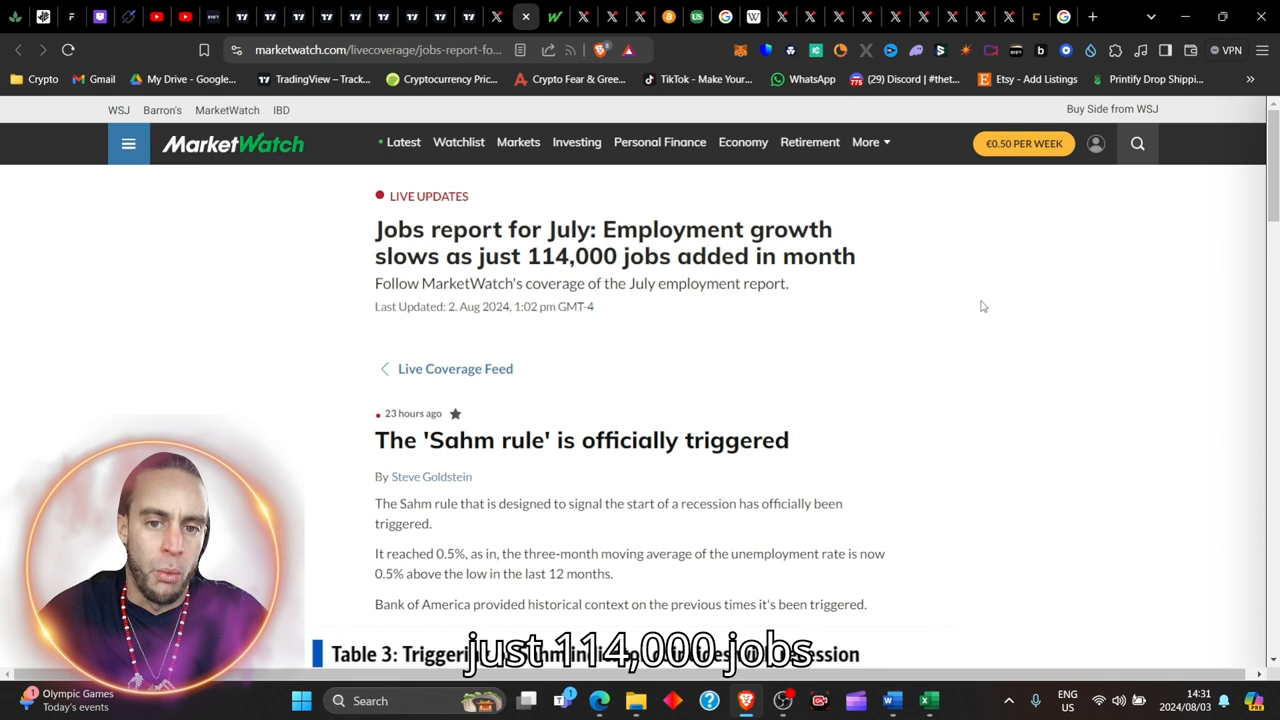 marketwatch.com/livecoverage/jobs-report-fo...
VPN
Crypto
Gmail
My Drive - Google...
TradingView – Track...
Cryptocurrency Pric...
Crypto Fear & Gree...
TikTok - Make Your...
WhatsApp
(29) Discord | #thet...
Etsy - Add Listings
Printify Drop Shippi...
WSJ Barron's MarketWatch IBD
Buy Side from WSJ
MarketWatch
Latest Watchlist Markets Investing Personal Finance Economy Retirement More
€0.50 PER WEEK
LIVE UPDATES
Jobs report for July: Employment growth
slows as just 114,000 jobs added in month
Follow MarketWatch's coverage of the July employment report.
Last Updated: 2. Aug 2024, 1:02 pm GMT-4
Live Coverage Feed
23 hours ago
The 'Sahm rule' is officially triggered
By Steve Goldstein
The Sahm rule that is designed to signal the start of a recession has officially been
triggered.
It reached 0.5%, as in, the three-month moving average of the unemployment rate is now
0.5% above the low in the last 12 months.
Bank of America provided historical context on the previous times it's been triggered.
Table 3: Trigger
just 114,000 jobs
Olympic Games
Today's events
Search
ENG
US
14:31
2024/08/03